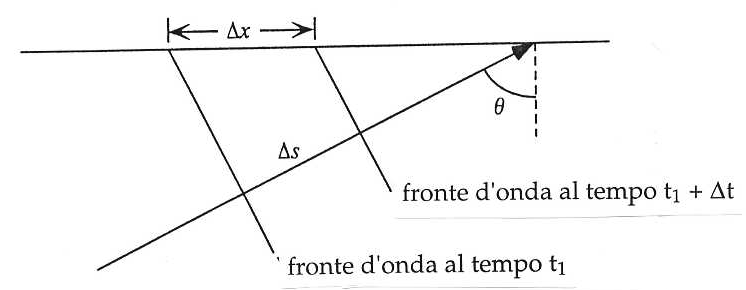 Δx
θ
Δs
fronte d'onda al tempo t₁ + Δt
fronte d'onda al tempo t₁